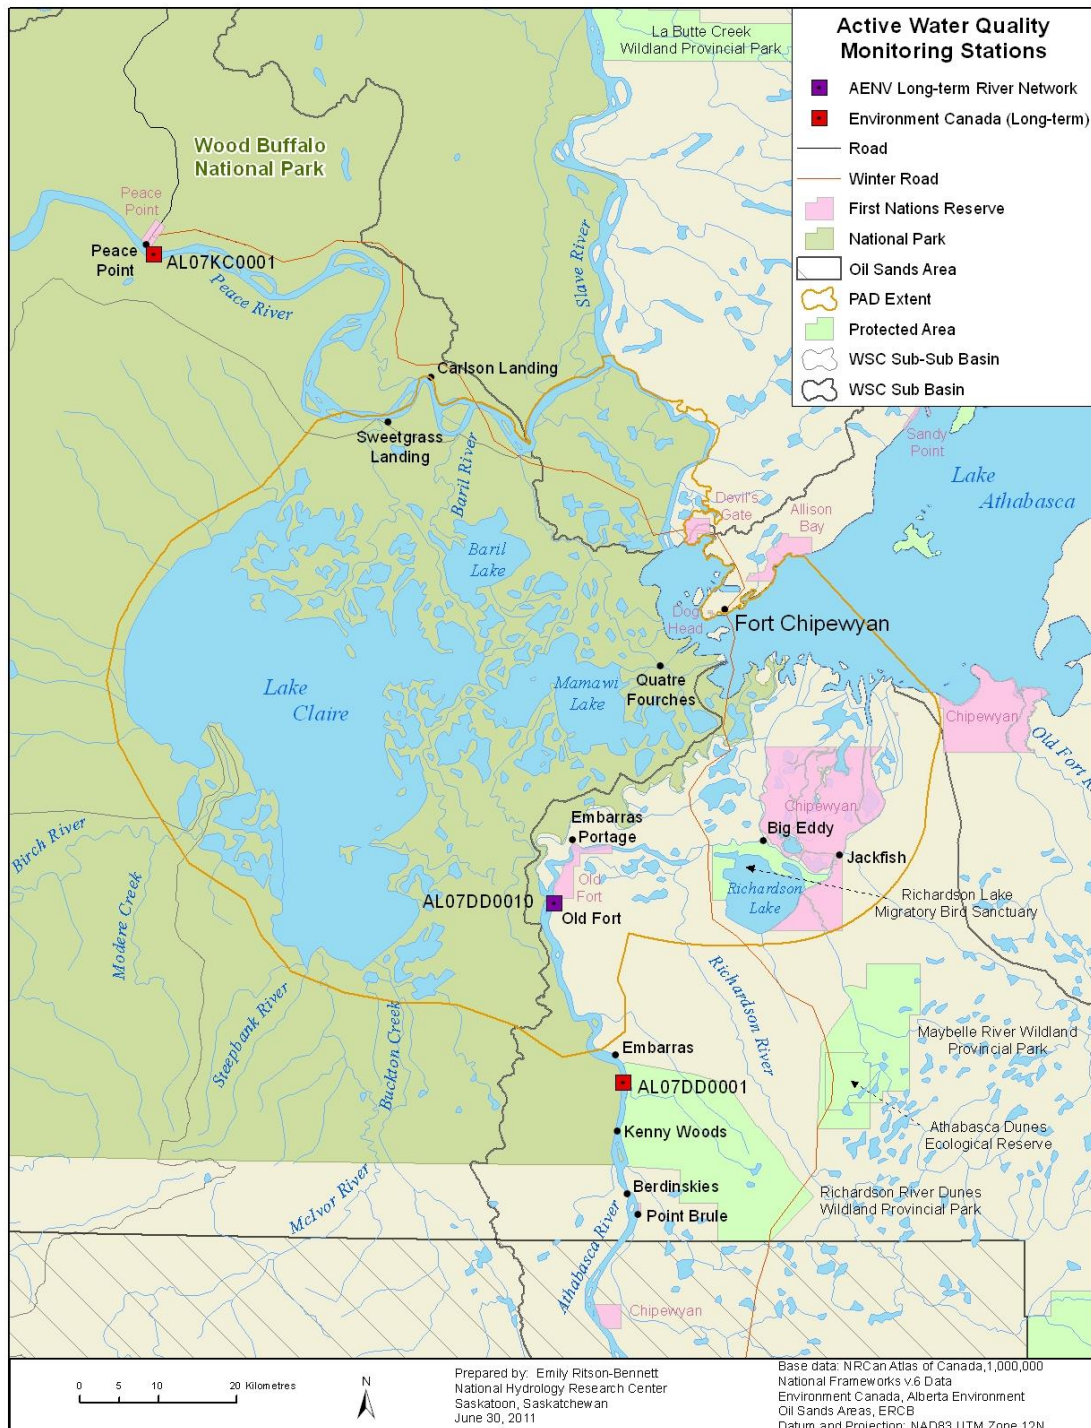 La Butte Creek
Wildland Provincial Park
Active Water Quality
Monitoring Stations
AENV Long-term River Network
Environment Canada (Long-term)
Road
Winter Road
First Nations Reserve
National Park
Oil Sands Area
PAD Extent
Protected Area
WSC Sub-Sub Basin
WSC Sub Basin
Wood Buffalo
National Park
Peace
Point
Peace
Point
AL07KC0001
Peace River
Slave River
Carlson Landing
Sweetgrass
Landing
Baril River
Sandy
Point
Lake
Athabasca
Devil's
Gate
Allison
Bay
Baril
Lake
Dog
Head
Fort Chipewyan
Lake
Claire
Mamawi
Lake
Quatre
Fourches
Chipewyan
Old Fort
Birch River
Modere Creek
Steepbank River
Buckton Creek
Embarras
Portage
Old
Fort
AL07DD0010
Old Fort
Chipewyan
Big Eddy
Jackfish
Richardson
Lake
Richardson Lake
Migratory Bird Sanctuary
Richardson River
Maybelle River Wildland
Provincial Park
Embarras
AL07DD0001
Kenny Woods
Athabasca Dunes
Ecological Reserve
McIvor River
Berdinskies
Point Brule
Richardson River Dunes
Wildland Provincial Park
Athabasca River
Chipewyan
0 5 10 20 Kilometres
N
Prepared by: Emily Ritson-Bennett
National Hydrology Research Center
Saskatoon, Saskatchewan
June 30, 2011
Base data: NRCan Atlas of Canada,1,000,000
National Frameworks v.6 Data
Environment Canada, Alberta Environment
Oil Sands Areas, ERCB
Datum and Projection: NAD83 UTM Zone 12N